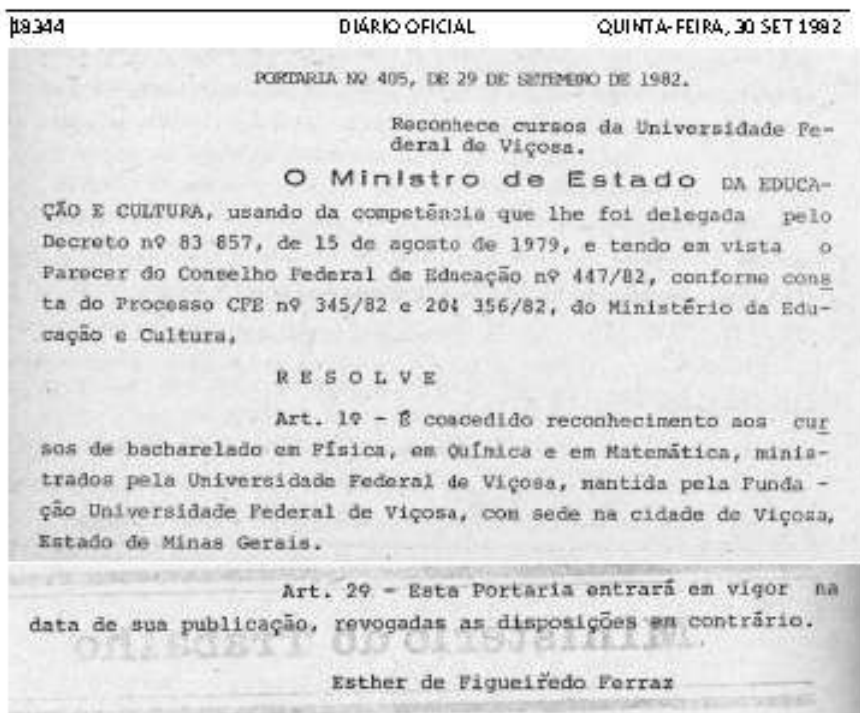 18344 DIÁRIO OFICIAL QUINTA-FEIRA, 30 SET 1982
PORTARIA Nº 405, DE 29 DE SETEMBRO DE 1982.
Reconhece cursos da Universidade Fe-
deral de Viçosa.
O Ministro de Estado DA EDUCA-
ÇÃO E CULTURA, usando da competência que lhe foi delegada pelo
Decreto nº 83 857, de 15 de agosto de 1979, e tendo em vista o
Parecer do Conselho Federal de Educação nº 447/82, conforme cons
ta do Processo CFE nº 345/82 e 204 356/82, do Ministério da Edu-
cação e Cultura,
R E S O L V E
Art. 1º - É concedido reconhecimento aos cur
sos de bacharelado em Física, em Química e em Matemática, minis-
trados pela Universidade Federal de Viçosa, mantida pela Funda -
ção Universidade Federal de Viçosa, com sede na cidade de Viçosa,
Estado de Minas Gerais.
Art. 2º - Esta Portaria entrará em vigor na
data de sua publicação, revogadas as disposições em contrário.
Esther de Figueiredo Ferraz